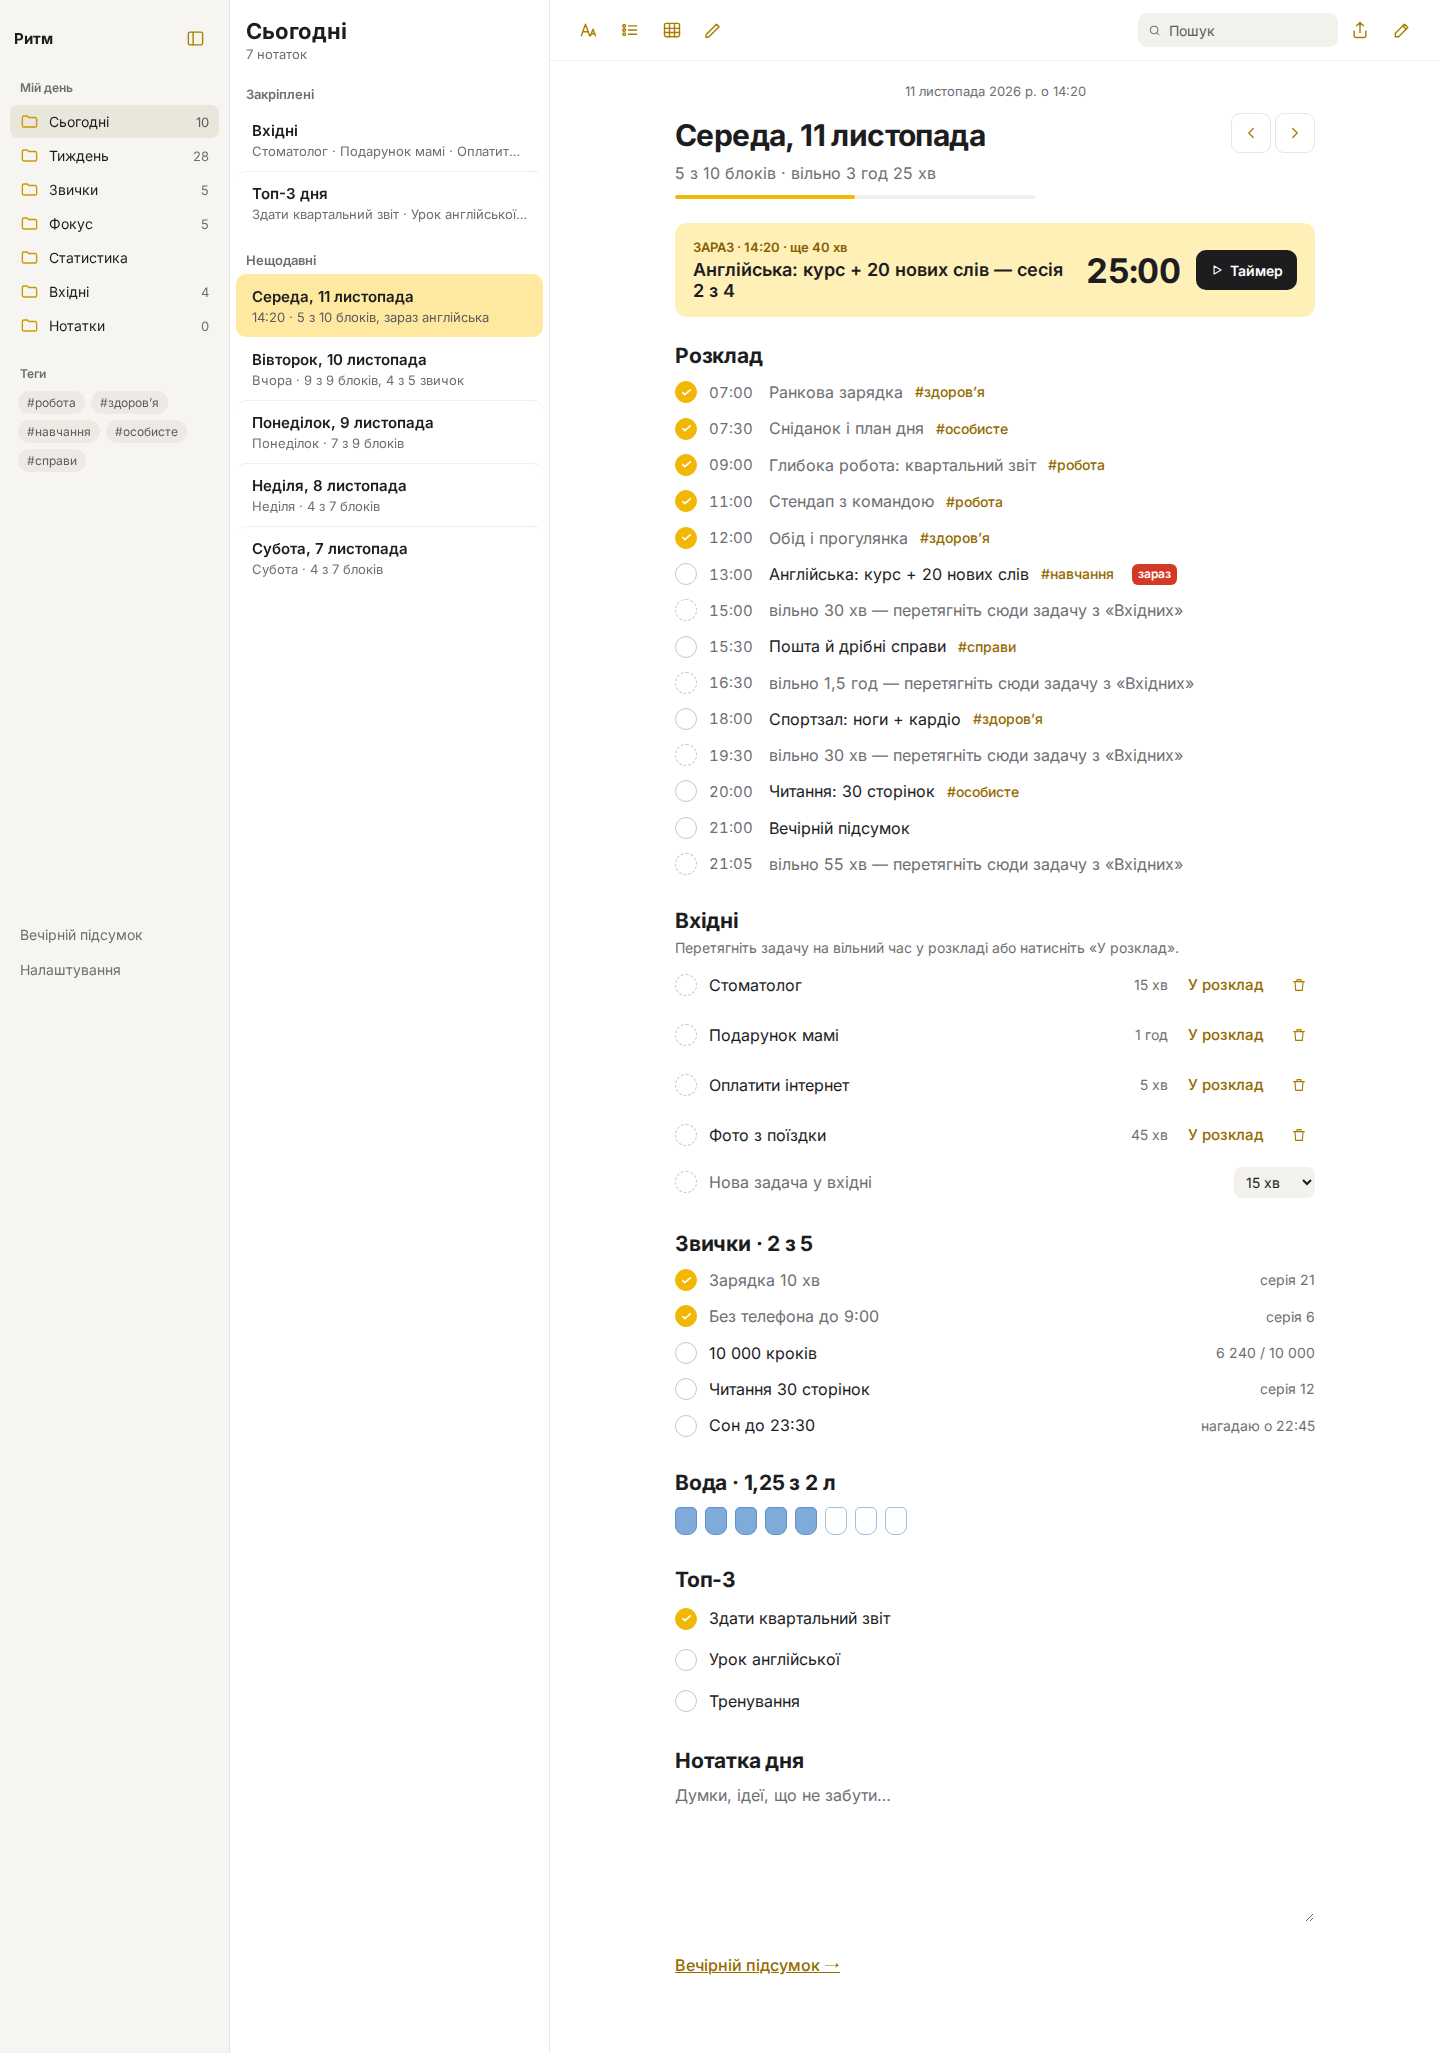 Ритм
Мій день
Сьогодні 10
Тиждень 28
Звички 5
Фокус 5
Статистика
Вхідні 4
Нотатки 0
Теги
#робота #здоров’я
#навчання #особисте
#справи
Вечірній підсумок
Налаштування
Сьогодні
7 нотаток
Закріплені
Вхідні
Стоматолог · Подарунок мамі · Оплатит…
Топ-3 дня
Здати квартальний звіт · Урок англійської…
Нещодавні
Середа, 11 листопада
14:20 · 5 з 10 блоків, зараз англійська
Вівторок, 10 листопада
Вчора · 9 з 9 блоків, 4 з 5 звичок
Понеділок, 9 листопада
Понеділок · 7 з 9 блоків
Неділя, 8 листопада
Неділя · 4 з 7 блоків
Субота, 7 листопада
Субота · 4 з 7 блоків
Пошук
11 листопада 2026 р. о 14:20
Середа, 11 листопада
5 з 10 блоків · вільно 3 год 25 хв
ЗАРАЗ · 14:20 · ще 40 хв
Англійська: курс + 20 нових слів — сесія
2 з 4
25:00
Таймер
Розклад
07:00 Ранкова зарядка #здоров’я
07:30 Сніданок і план дня #особисте
09:00 Глибока робота: квартальний звіт #робота
11:00 Стендап з командою #робота
12:00 Обід і прогулянка #здоров’я
13:00 Англійська: курс + 20 нових слів #навчання зараз
15:00 вільно 30 хв — перетягніть сюди задачу з «Вхідних»
15:30 Пошта й дрібні справи #справи
16:30 вільно 1,5 год — перетягніть сюди задачу з «Вхідних»
18:00 Спортзал: ноги + кардіо #здоров’я
19:30 вільно 30 хв — перетягніть сюди задачу з «Вхідних»
20:00 Читання: 30 сторінок #особисте
21:00 Вечірній підсумок
21:05 вільно 55 хв — перетягніть сюди задачу з «Вхідних»
Вхідні
Перетягніть задачу на вільний час у розкладі або натисніть «У розклад».
Стоматолог 15 хв У розклад
Подарунок мамі 1 год У розклад
Оплатити інтернет 5 хв У розклад
Фото з поїздки 45 хв У розклад
Нова задача у вхідні 15 хв
Звички · 2 з 5
Зарядка 10 хв серія 21
Без телефона до 9:00 серія 6
10 000 кроків 6 240 / 10 000
Читання 30 сторінок серія 12
Сон до 23:30 нагадаю о 22:45
Вода · 1,25 з 2 л
Топ-3
Здати квартальний звіт
Урок англійської
Тренування
Нотатка дня
Думки, ідеї, що не забути…
Вечірній підсумок →